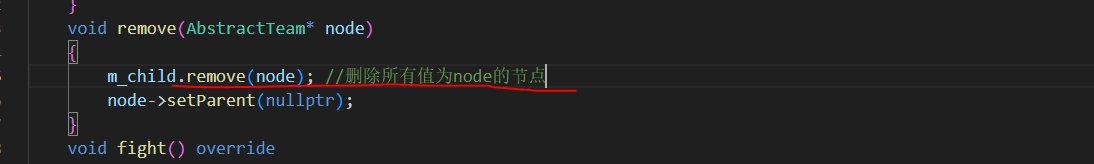 }
void remove(AbstractTeam* node)
{
m_child.remove(node); //删除所有值为node的节点
node->setParent(nullptr);
}
void fight() override